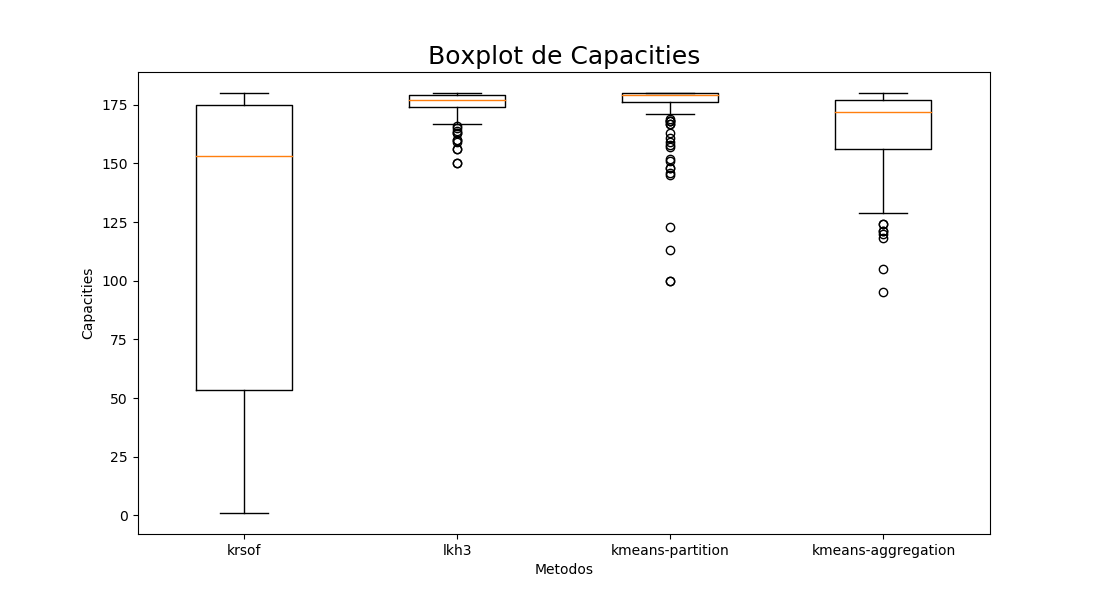 Boxplot de Capacities
Capacities
175
150
125
100
75
50
25
0
krsof
lkh3
kmeans-partition
kmeans-aggregation
Metodos